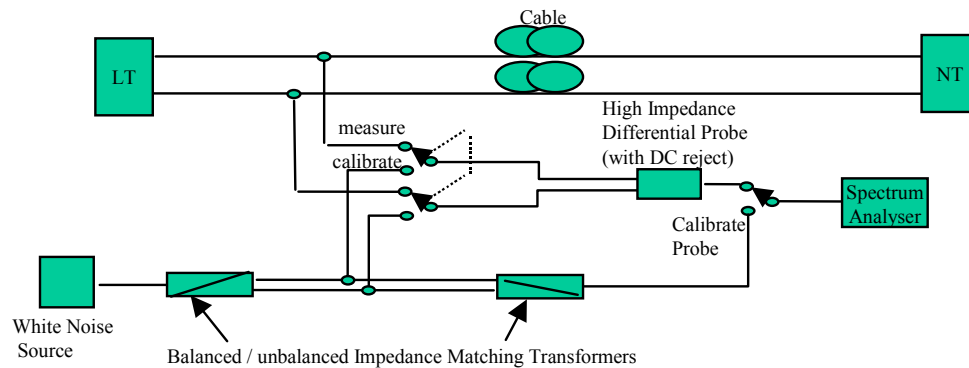 Cable
LT
NT
High Impedance
Differential Probe
(with DC reject)
measure
calibrate
Spectrum
Analyser
Calibrate
Probe
White Noise
Source
Balanced / unbalanced Impedance Matching Transformers